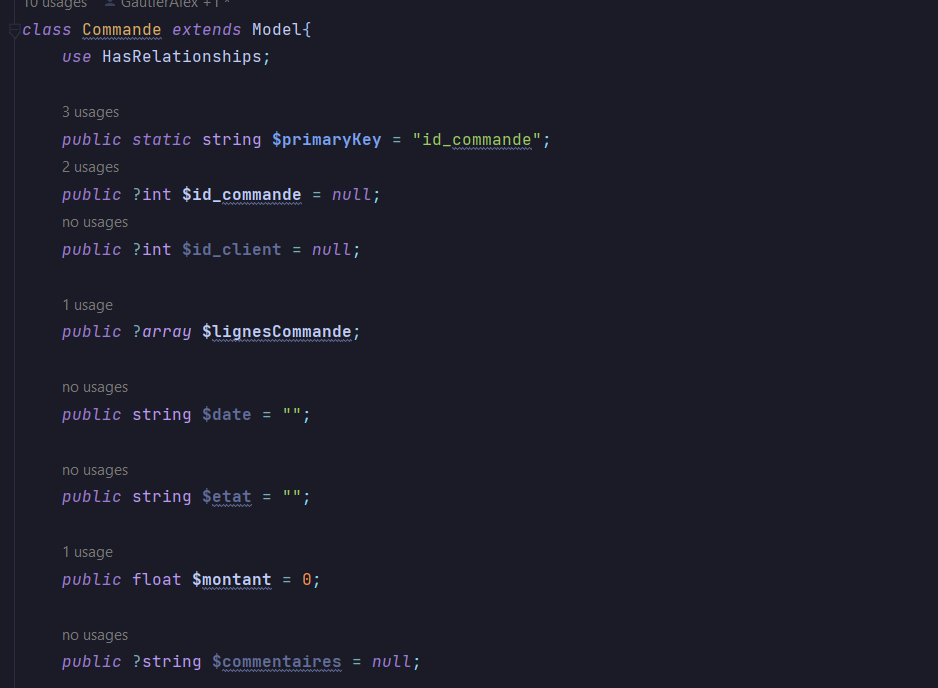 10 usages GautierAlex +1 *
class Commande extends Model{
use HasRelationships;
3 usages
public static string $primaryKey = "id_commande";
2 usages
public ?int $id_commande = null;
no usages
public ?int $id_client = null;
1 usage
public ?array $lignesCommande;
no usages
public string $date = "";
no usages
public string $etat = "";
1 usage
public float $montant = 0;
no usages
public ?string $commentaires = null;